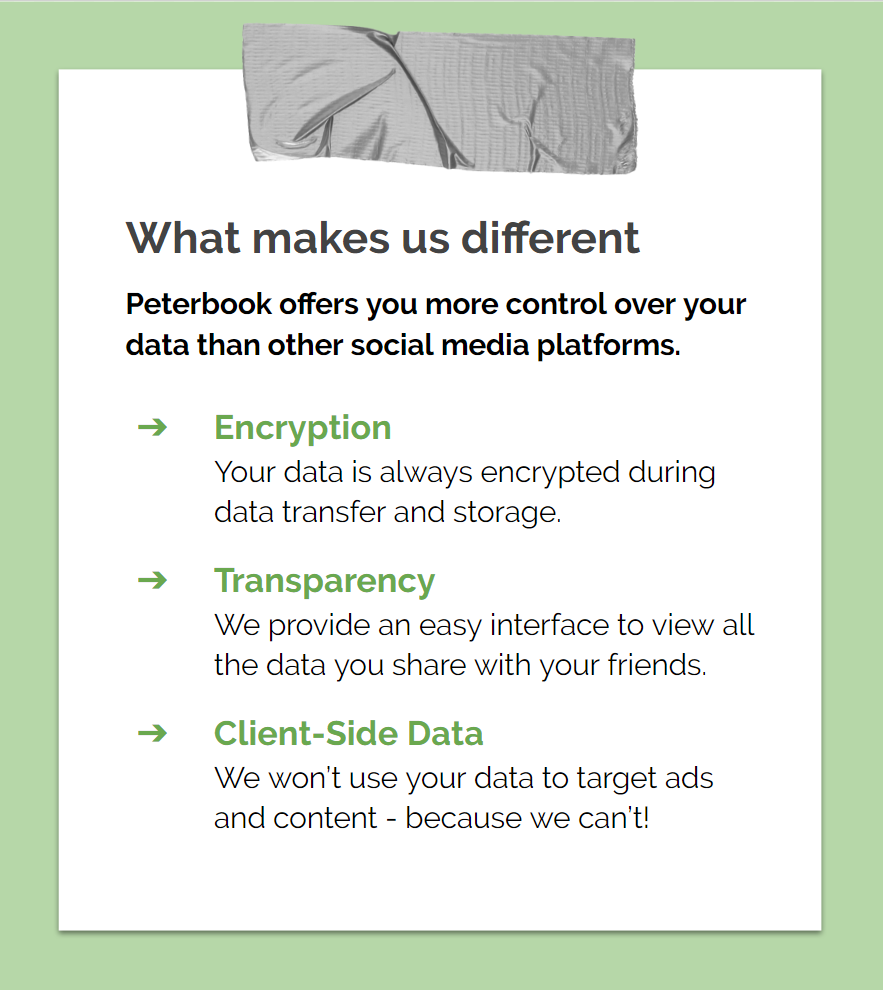 What makes us different
Peterbook offers you more control over your
data than other social media platforms.
➔ Encryption
Your data is always encrypted during
data transfer and storage.
➔ Transparency
We provide an easy interface to view all
the data you share with your friends.
➔ Client-Side Data
We won’t use your data to target ads
and content - because we can’t!